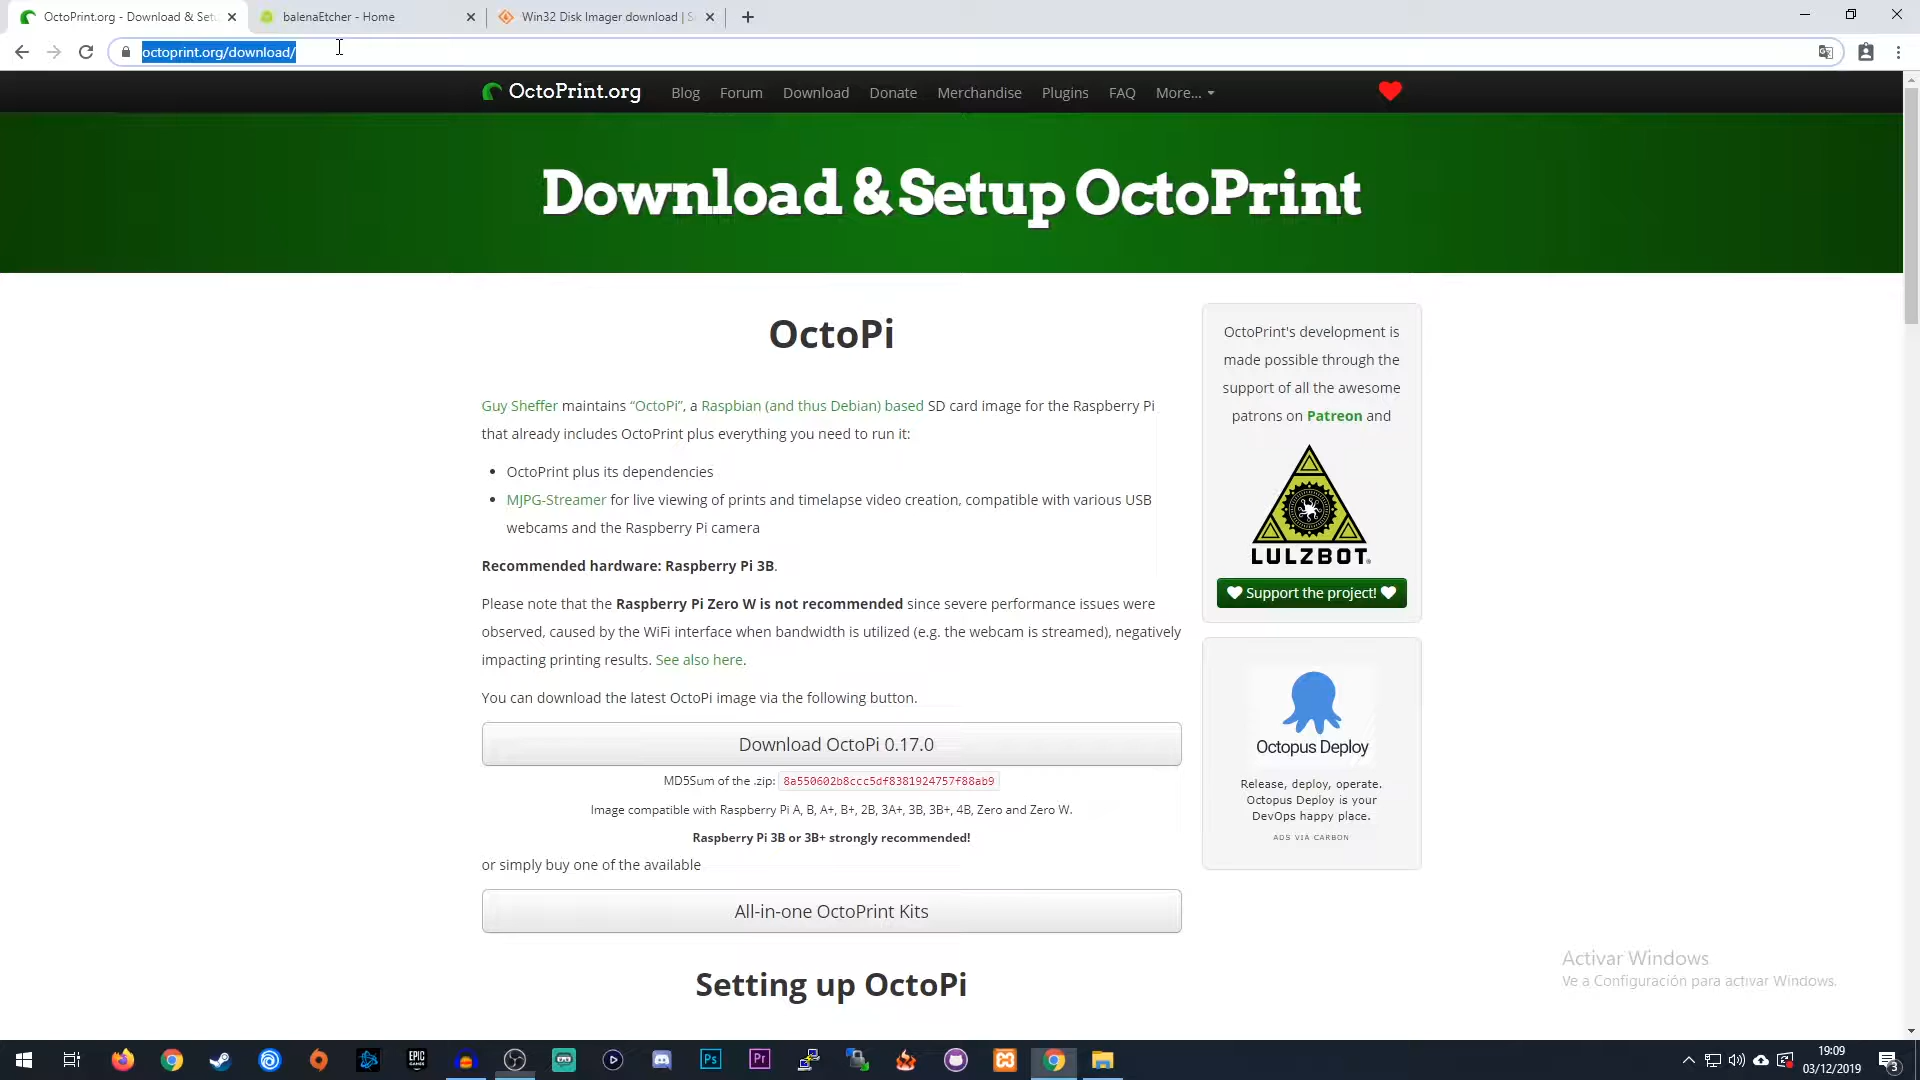 OctoPrint.org - Download & Setu
balenaEtcher - Home
Win32 Disk Imager download | S
octoprint.org/download/
OctoPrint.org
Blog
Forum
Download
Donate
Merchandise
Plugins
FAQ
More...
Download & Setup OctoPrint
OctoPi
Guy Sheffer maintains “OctoPi”, a Raspbian (and thus Debian) based SD card image for the Raspberry Pi
that already includes OctoPrint plus everything you need to run it:
OctoPrint plus its dependencies
MJPG-Streamer for live viewing of prints and timelapse video creation, compatible with various USB
webcams and the Raspberry Pi camera
Recommended hardware: Raspberry Pi 3B.
Please note that the Raspberry Pi Zero W is not recommended since severe performance issues were
observed, caused by the WiFi interface when bandwidth is utilized (e.g. the webcam is streamed), negatively
impacting printing results. See also here.
You can download the latest OctoPi image via the following button.
Download OctoPi 0.17.0
MD5Sum of the .zip: 8a550602b8ccc5df8381924757f88ab9
Image compatible with Raspberry Pi A, B, A+, B+, 2B, 3A+, 3B, 3B+, 4B, Zero and Zero W.
Raspberry Pi 3B or 3B+ strongly recommended!
or simply buy one of the available
All-in-one OctoPrint Kits
Setting up OctoPi
OctoPrint's development is
made possible through the
support of all the awesome
patrons on Patreon and
LULZBOT
Support the project!
Octopus Deploy
Release, deploy, operate.
Octopus Deploy is your
DevOps happy place.
ADS VIA CARBON
Activar Windows
Ve a Configuración para activar Windows.
EPIC
Ps
Pr
19:09
03/12/2019
3